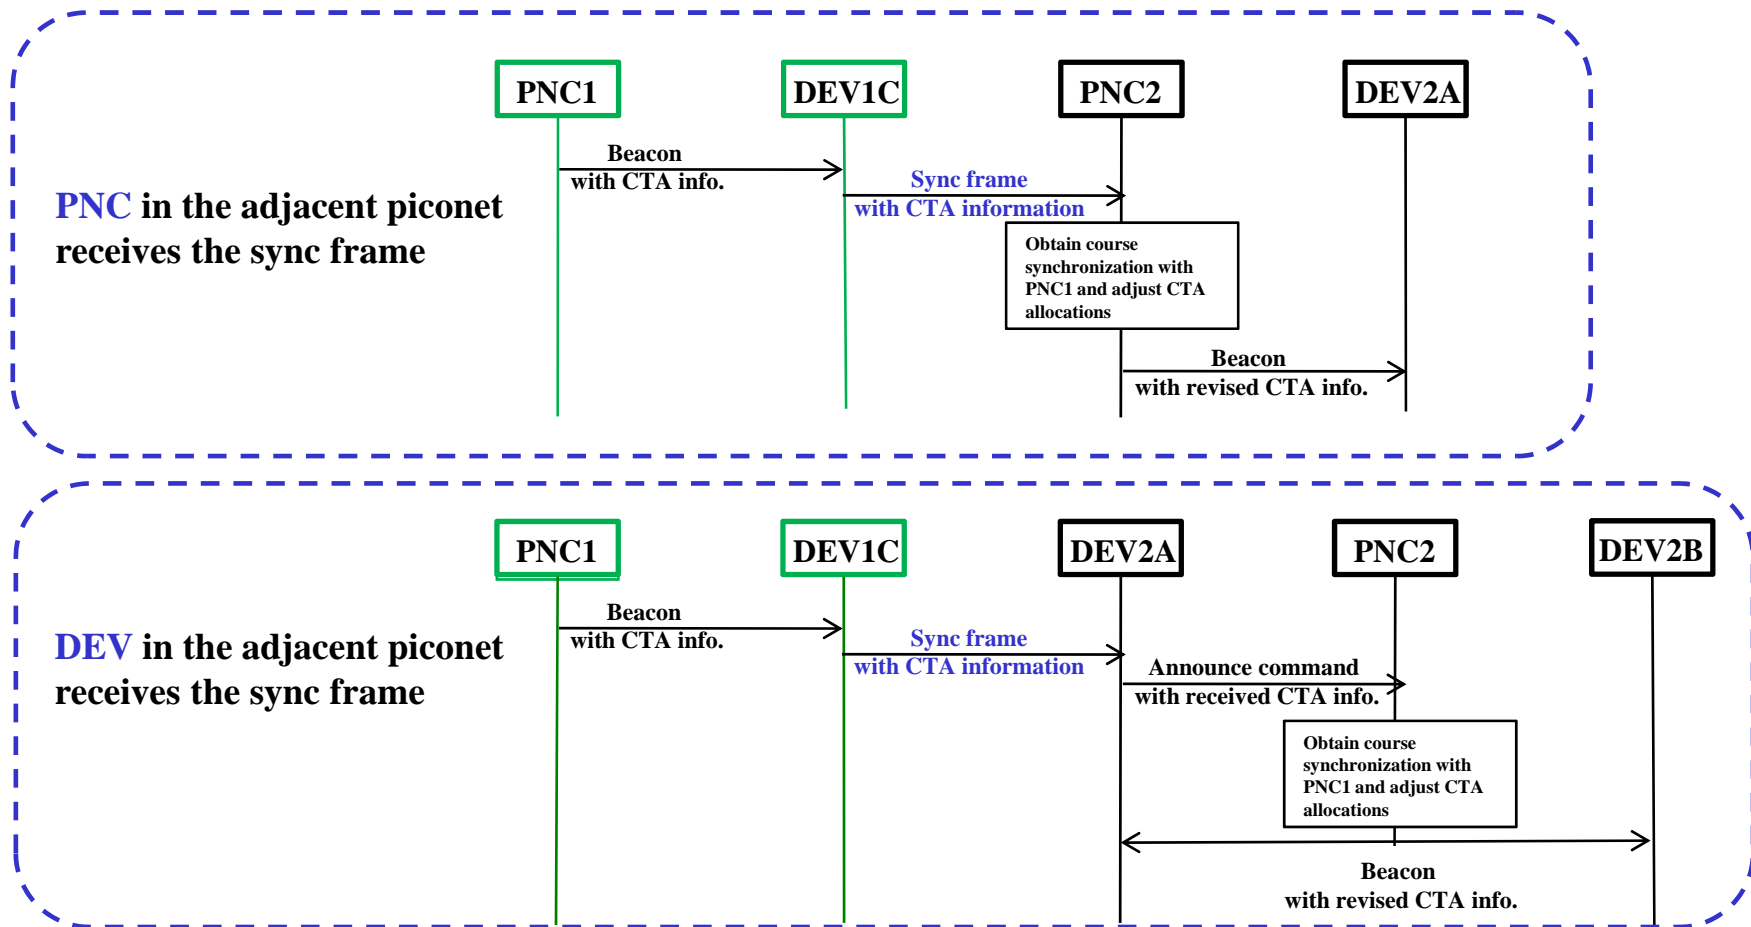 PNC1
DEV1C
PNC2
DEV2A
Beacon
with CTA info.
Sync frame
with CTA information
PNC in the adjacent piconet
receives the sync frame
Obtain course
synchronization with
PNC1 and adjust CTA
allocations
Beacon
with revised CTA info.
PNC1
DEV1C
DEV2A
PNC2
DEV2B
Beacon
with CTA info.
Sync frame
with CTA information
DEV in the adjacent piconet
receives the sync frame
Announce command
with received CTA info.
Obtain course
synchronization with
PNC1 and adjust CTA
allocations
Beacon
with revised CTA info.